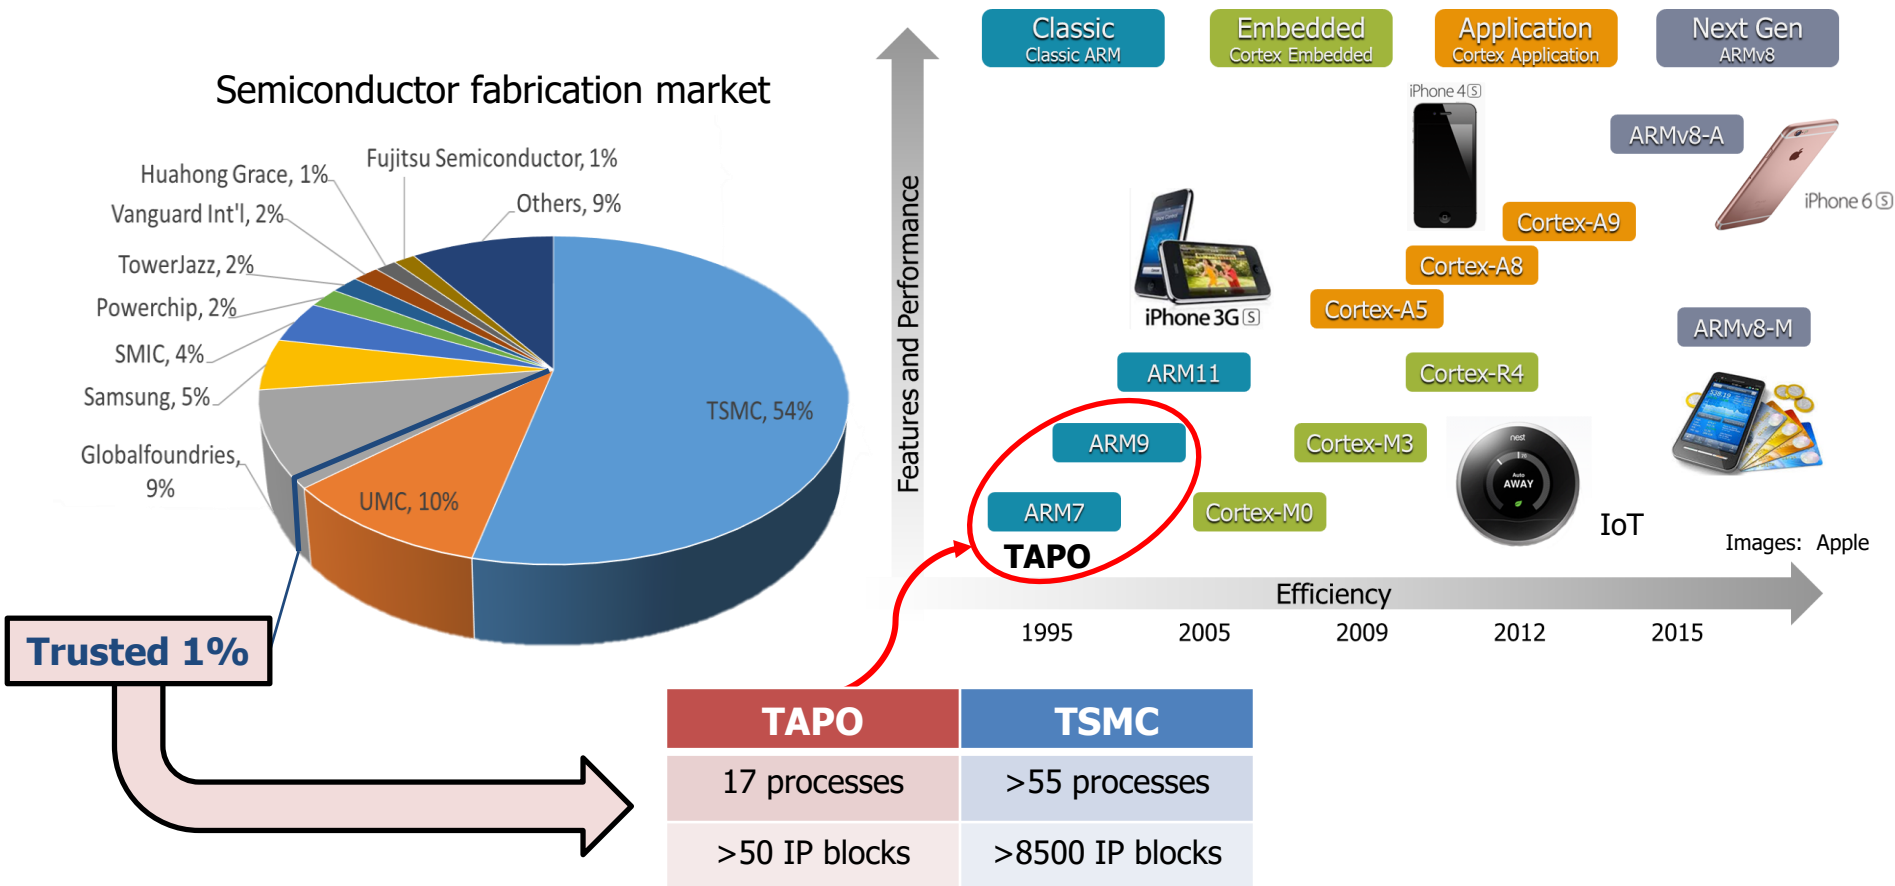 Semiconductor fabrication market
Fujitsu Semiconductor, 1%
Huahong Grace, 1%
Others, 9%
Vanguard Int'l, 2%
TowerJazz, 2%
Powerchip, 2%
SMIC, 4%
Samsung, 5%
TSMC, 54%
Globalfoundries,
9%
UMC, 10%
Trusted 1%
Features and Performance
Classic
Classic ARM
Embedded
Cortex Embedded
Application
Cortex Application
Next Gen
ARMv8
iPhone 4S
ARMv8-A
iPhone 6S
Cortex-A9
Cortex-A8
Cortex-A5
iPhone 3GS
ARMv8-M
ARM11
Cortex-R4
ARM9
Cortex-M3
nest
Auto
AWAY
ARM7
Cortex-M0
IoT
TAPO
Images: Apple
Efficiency
1995
2005
2009
2012
2015
TAPO
TSMC
17 processes
>55 processes
>50 IP blocks
>8500 IP blocks